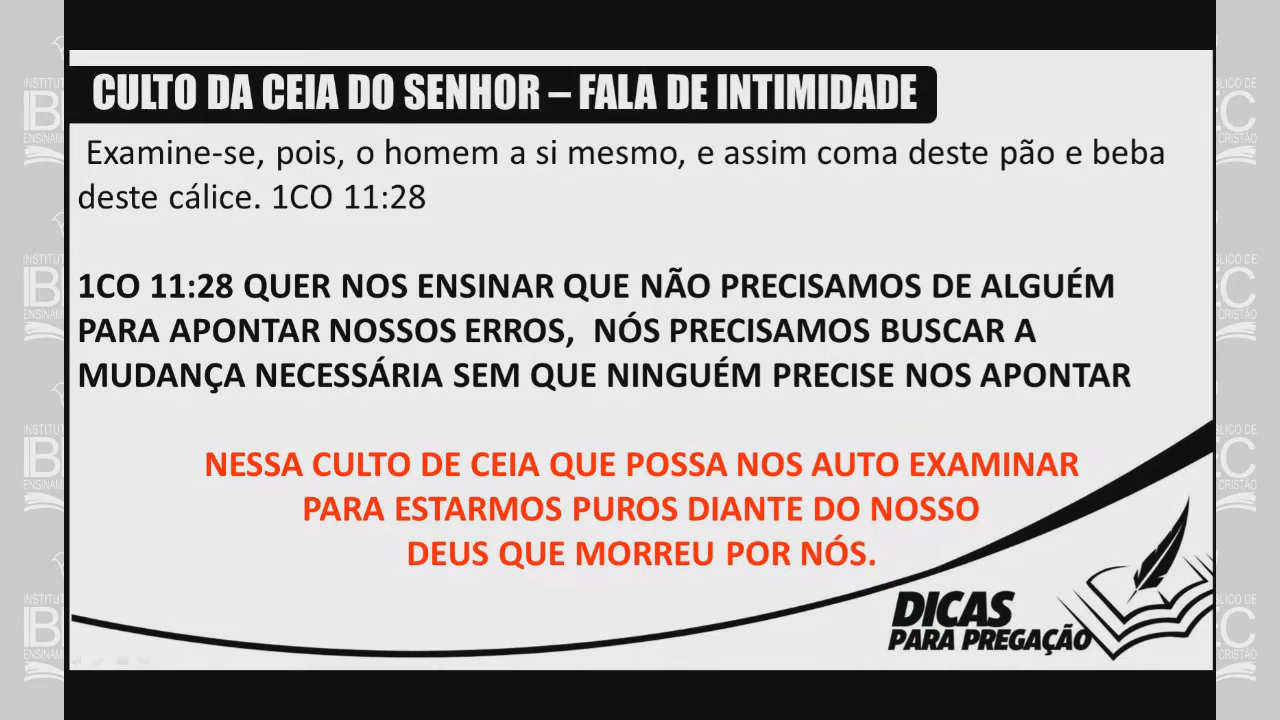 CULTO DA CEIA DO SENHOR – FALA DE INTIMIDADE
Examine-se, pois, o homem a si mesmo, e assim coma deste pão e beba
deste cálice. 1CO 11:28
1CO 11:28 QUER NOS ENSINAR QUE NÃO PRECISAMOS DE ALGUÉM
PARA APONTAR NOSSOS ERROS, NÓS PRECISAMOS BUSCAR A
MUDANÇA NECESSÁRIA SEM QUE NINGUÉM PRECISE NOS APONTAR
NESSA CULTO DE CEIA QUE POSSA NOS AUTO EXAMINAR
PARA ESTARMOS PUROS DIANTE DO NOSSO
DEUS QUE MORREU POR NÓS.
DICAS
PARA PREGAÇÃO